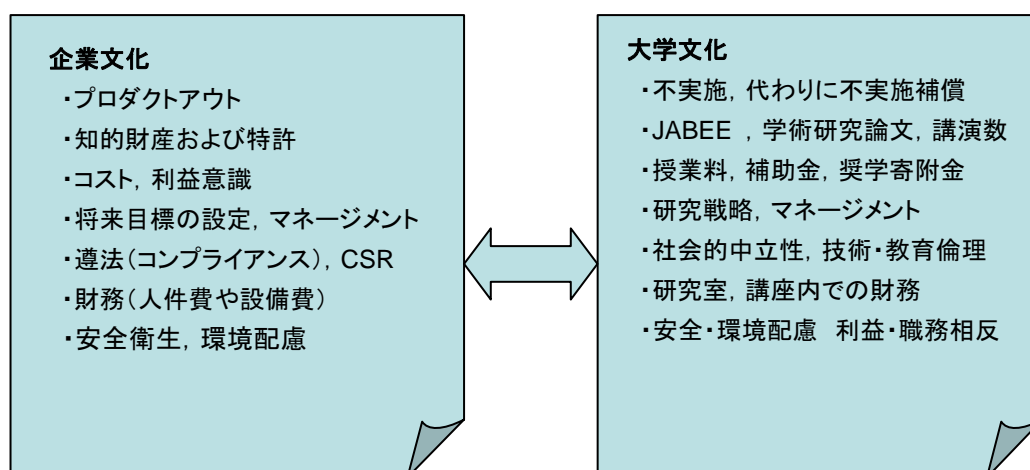 企業文化
・プロダクトアウト
・知的財産および特許
・コスト，利益意識
・将来目標の設定，マネージメント
・遵法（コンプライアンス），CSR
・財務（人件費や設備費）
・安全衛生，環境配慮
大学文化
・不実施，代わりに不実施補償
・JABEE ，学術研究論文，講演数
・授業料，補助金，奨学寄附金
・研究戦略，マネージメント
・社会的中立性，技術・教育倫理
・研究室，講座内での財務
・安全・環境配慮　利益・職務相反